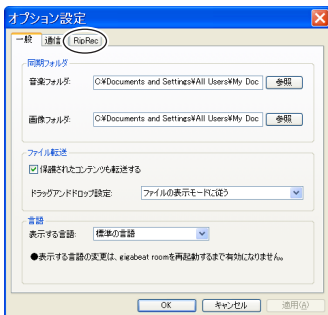 オプション設定
一般 通信 RipRec
同期フォルダ
音楽フォルダ: C:¥Documents and Settings¥All Users¥My Doc 参照
画像フォルダ: C:¥Documents and Settings¥All Users¥My Doc 参照
ファイル転送
保護されたコンテンツも転送する
ドラッグアンドドロップ設定: ファイルの表示モードに従う
言語
表示する言語: 標準の言語
●表示する言語の変更は、gigabeat roomを再起動するまで有効になりません。
OK キャンセル 適用(A)